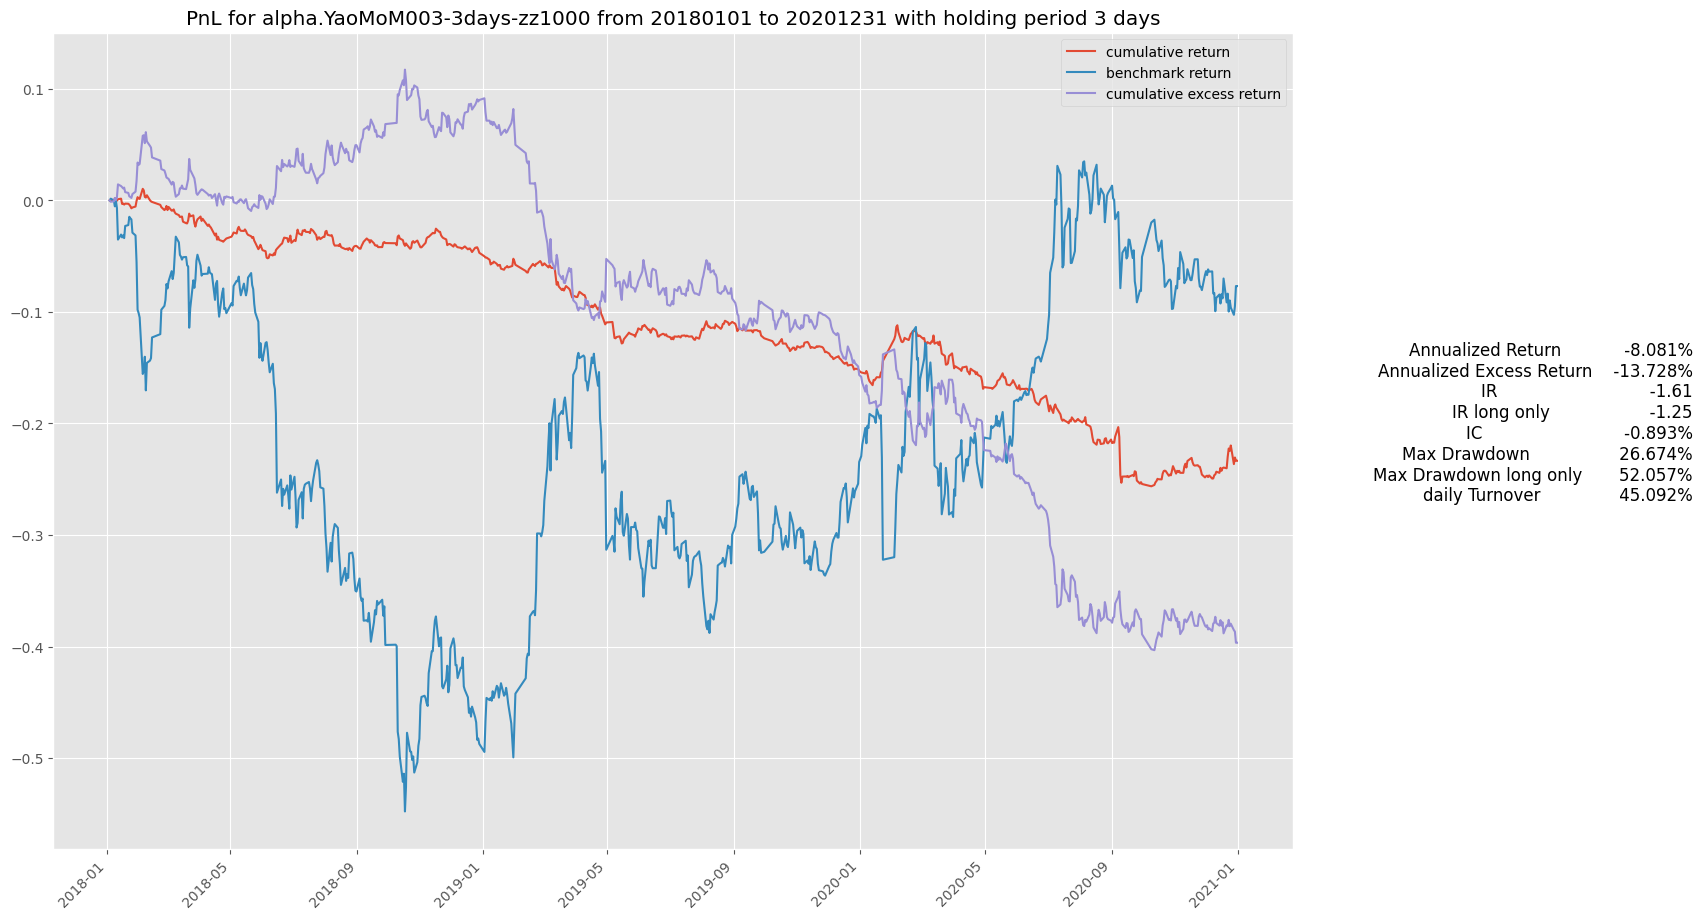 PnL for alpha.YaoMoM003-3days-zz1000 from 20180101 to 20201231 with holding period 3 days
cumulative return
benchmark return
cumulative excess return
0.1
0.0
−0.1
−0.2
−0.3
−0.4
−0.5
2018-01
2018-05
2018-09
2019-01
2019-05
2019-09
2020-01
2020-05
2020-09
2021-01
Annualized Return -8.081%
Annualized Excess Return -13.728%
IR -1.61
IR long only -1.25
IC -0.893%
Max Drawdown 26.674%
Max Drawdown long only 52.057%
daily Turnover 45.092%